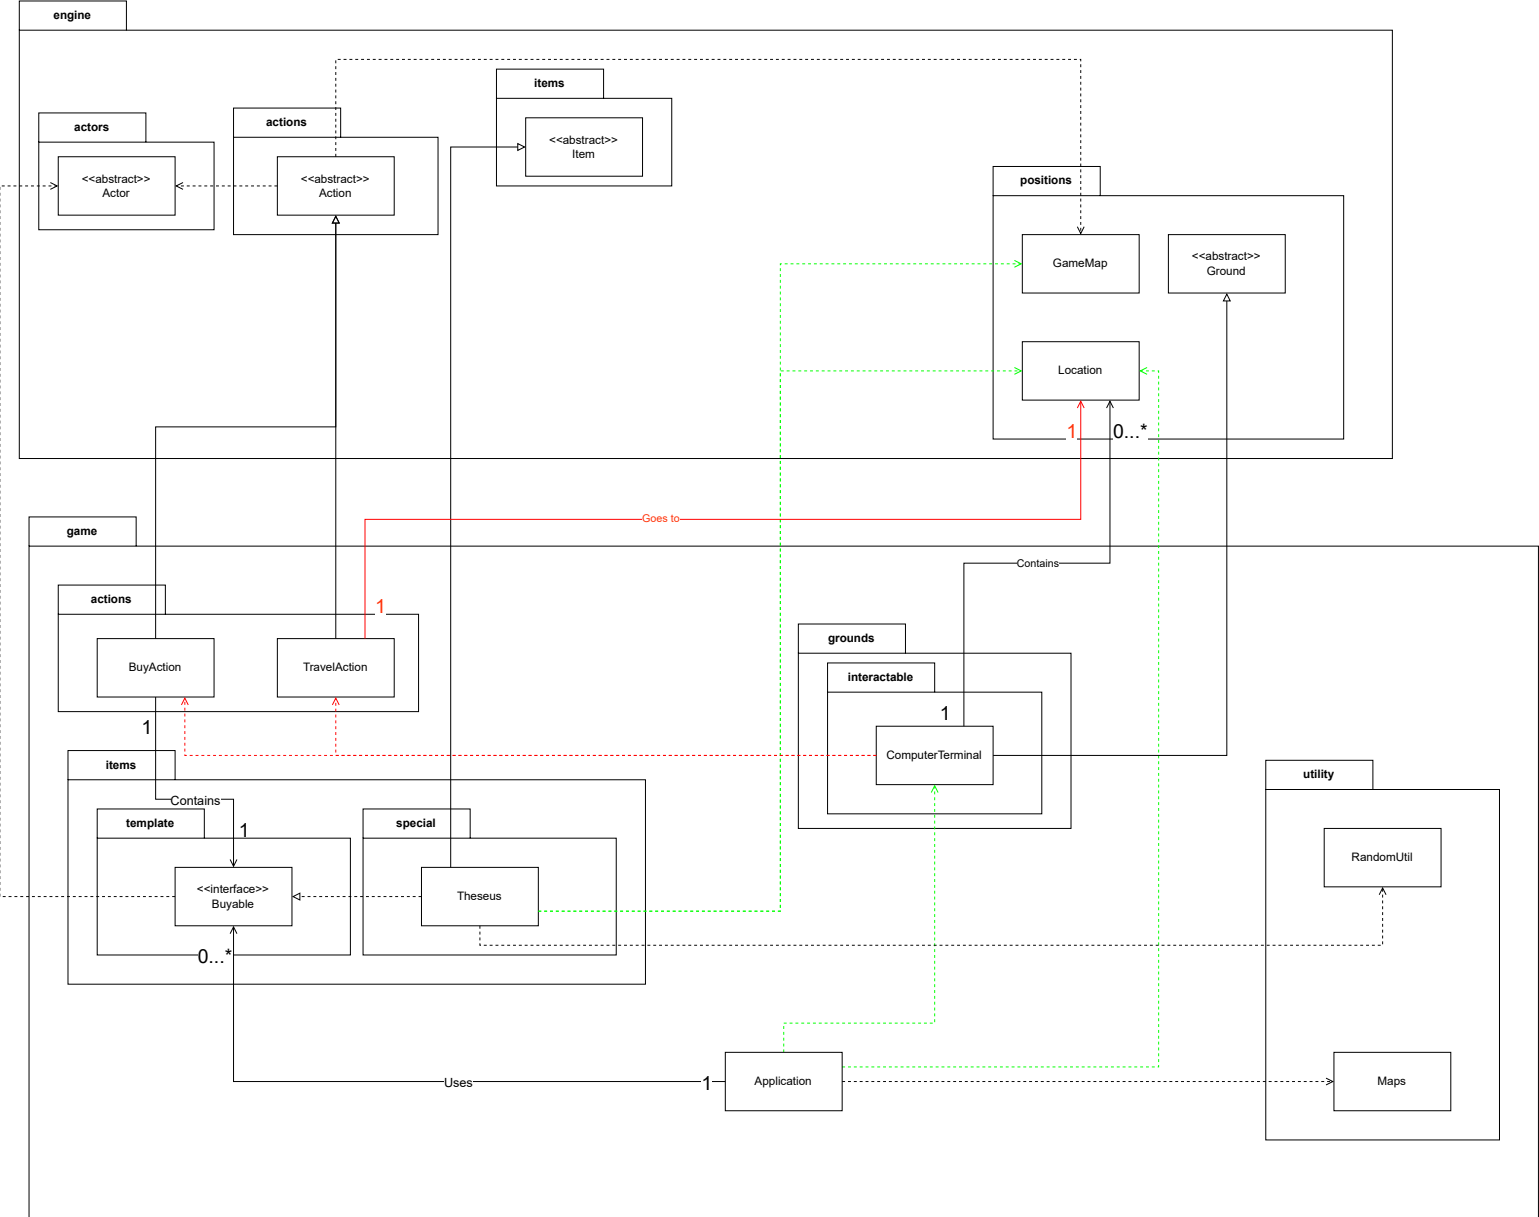 engine
items
actions
actors
<<abstract>>
Item
<<abstract>>
Actor
<<abstract>>
Action
positions
GameMap
<<abstract>>
Ground
Location
1
0...*
Goes to
game
Contains
actions
1
grounds
BuyAction
TravelAction
interactable
1
1
ComputerTerminal
items
utility
Contains
template
1
special
RandomUtil
<<interface>>
Buyable
Theseus
0...*
Uses
1
Application
Maps